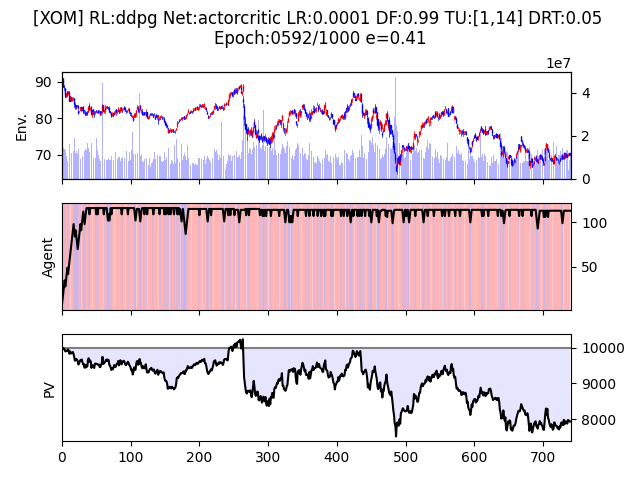 [XOM] RL:ddpg Net:actorcritic LR:0.0001 DF:0.99 TU:[1,14] DRT:0.05
Epoch:0592/1000 e=0.41
1e7
Env.
90
80
70
4
2
0
Agent
100
50
PV
10000
9000
8000
0 100 200 300 400 500 600 700